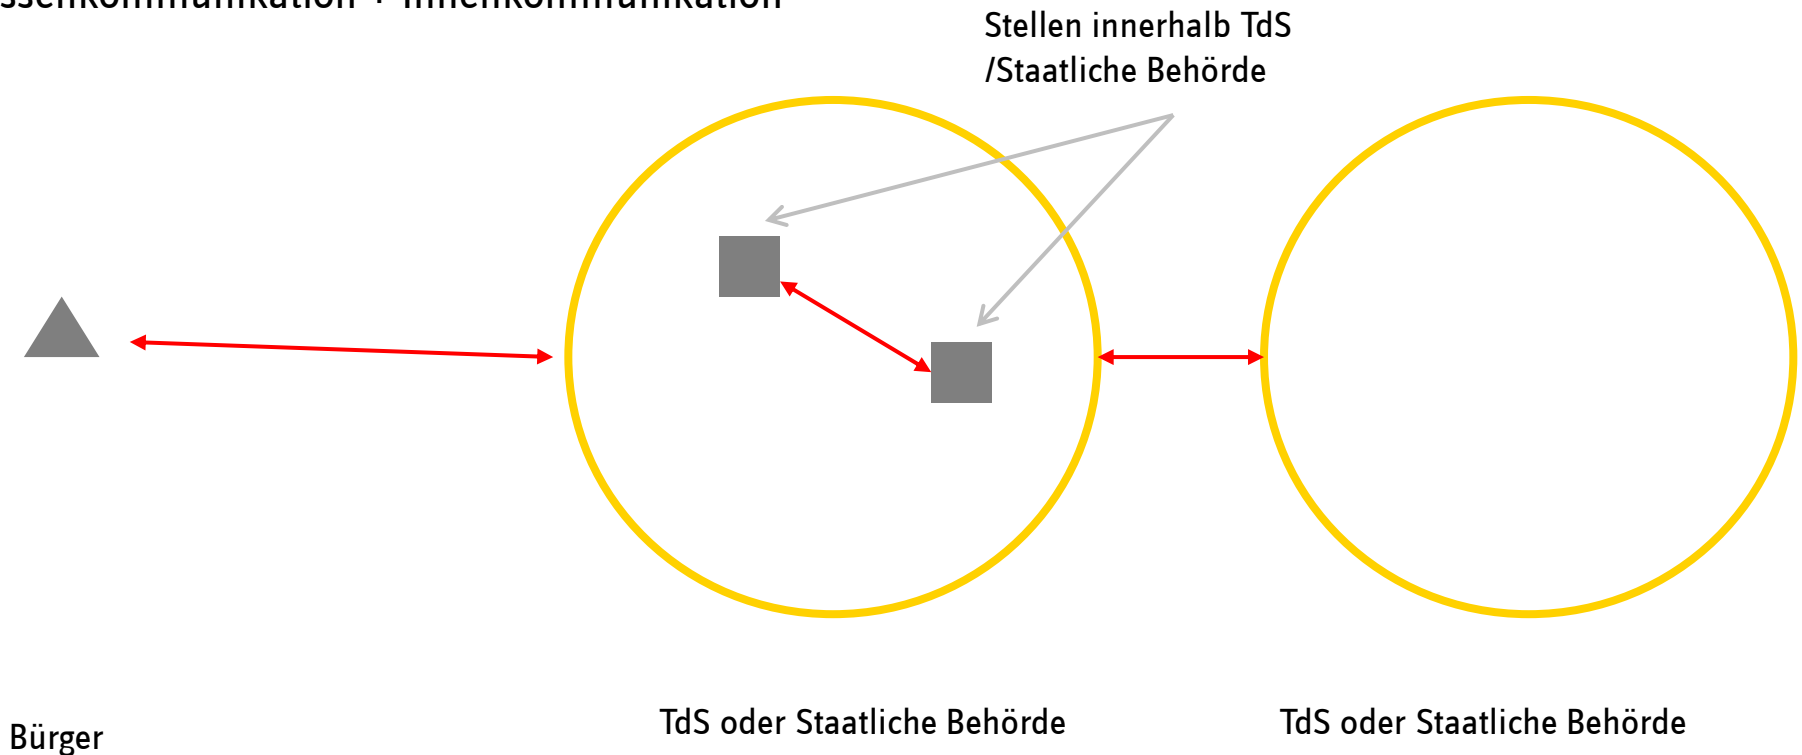 Stellen innerhalb TdS
/Staatliche Behörde
TdS oder Staatliche Behörde
TdS oder Staatliche Behörde
Bürger